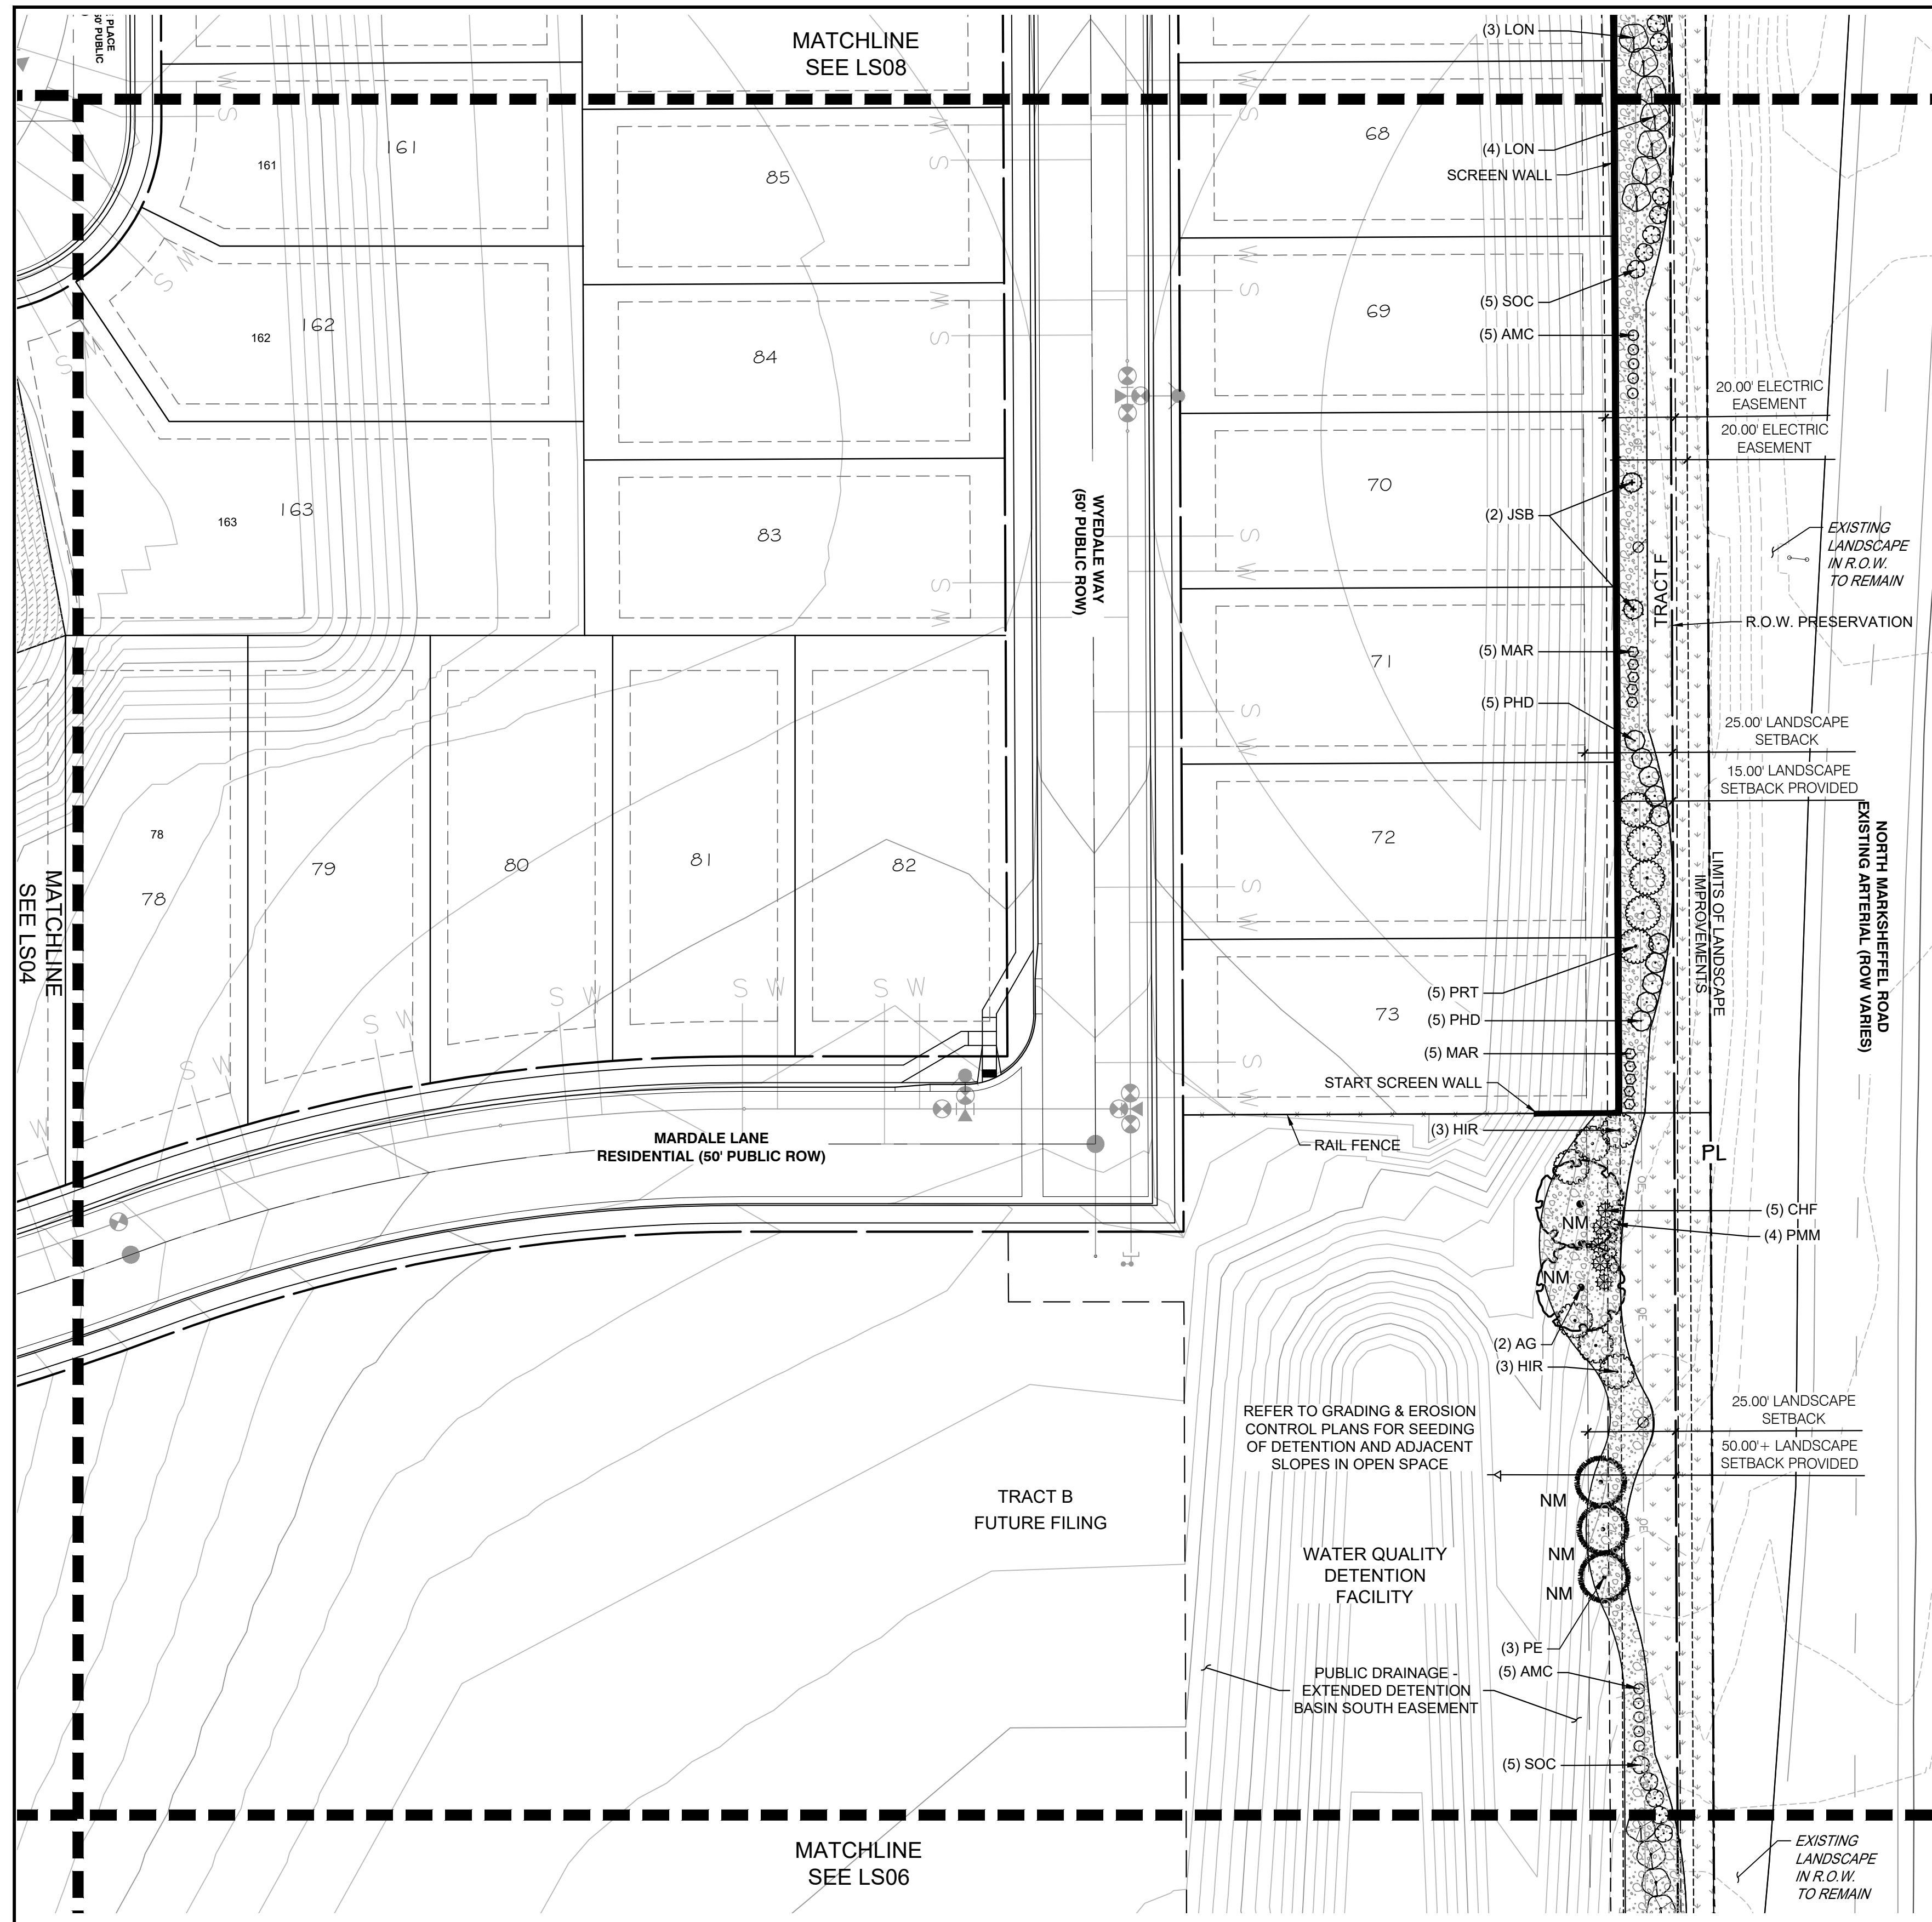 PLACE
50' PUBLIC
MATCHLINE
SEE LS08
(3) LON
(4) LON
SCREEN WALL
(5) SOC
(5) AMC
20.00' ELECTRIC
EASEMENT
20.00' ELECTRIC
EASEMENT
(2) JSB
EXISTING
LANDSCAPE
IN R.O.W.
TO REMAIN
TRACT F
R.O.W. PRESERVATION
(5) MAR
(5) PHD
25.00' LANDSCAPE
SETBACK
15.00' LANDSCAPE
SETBACK PROVIDED
NORTH MARKSHEFFEL ROAD
EXISTING ARTERIAL (ROW VARIES)
LIMITS OF LANDSCAPE
IMPROVEMENTS
(5) PRT
(5) PHD
(5) MAR
START SCREEN WALL
(3) HIR
RAIL FENCE
PL
(5) CHF
(4) PMM
NM
NM
(2) AG
(3) HIR
25.00' LANDSCAPE
SETBACK
50.00'+ LANDSCAPE
SETBACK PROVIDED
REFER TO GRADING & EROSION
CONTROL PLANS FOR SEEDING
OF DETENTION AND ADJACENT
SLOPES IN OPEN SPACE
NM
NM
NM
WATER QUALITY
DETENTION
FACILITY
(3) PE
(5) AMC
PUBLIC DRAINAGE -
EXTENDED DETENTION
BASIN SOUTH EASEMENT
(5) SOC
EXISTING
LANDSCAPE
IN R.O.W.
TO REMAIN
161
161
162
162
163
163
85
84
83
68
69
70
71
72
73
78
78
79
80
81
82
WYEDALE WAY
(50' PUBLIC ROW)
MARDALE LANE
RESIDENTIAL (50' PUBLIC ROW)
MATCHLINE
SEE LS04
TRACT B
FUTURE FILING
MATCHLINE
SEE LS06